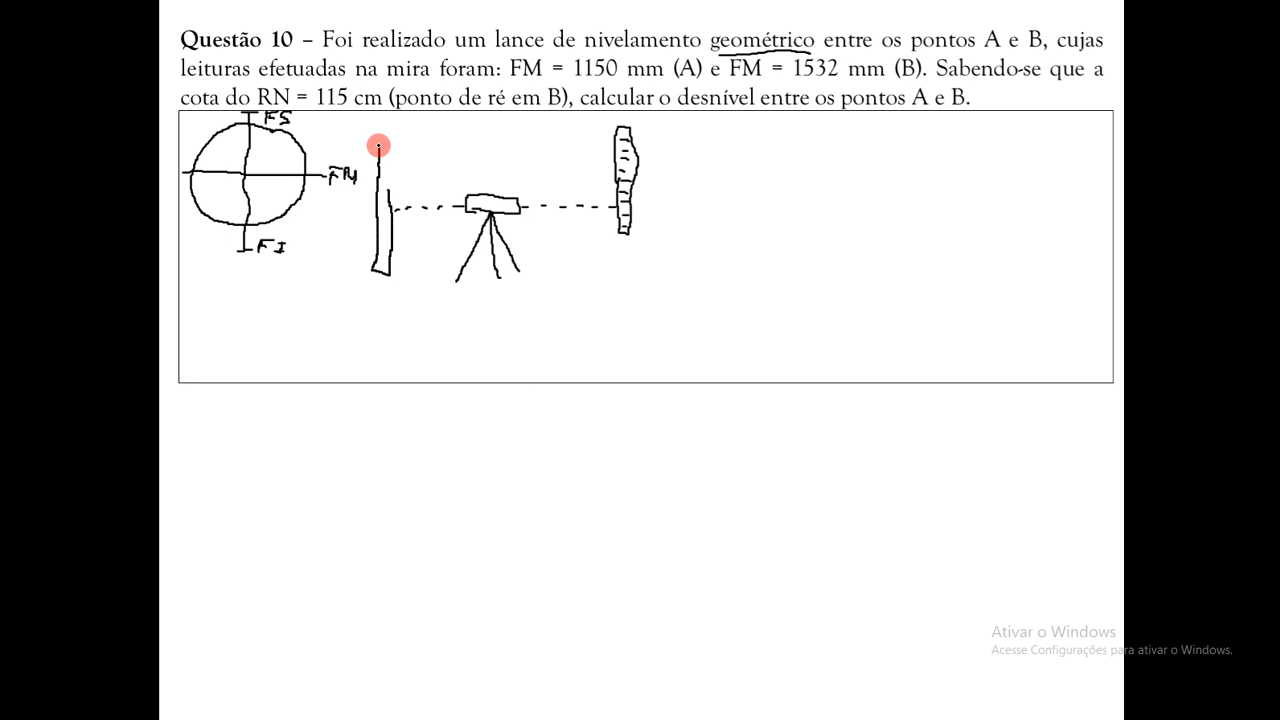 Questão 10 – Foi realizado um lance de nivelamento geométrico entre os pontos A e B, cujas
leituras efetuadas na mira foram: FM = 1150 mm (A) e FM = 1532 mm (B). Sabendo-se que a
cota do RN = 115 cm (ponto de ré em B), calcular o desnível entre os pontos A e B.
FS
FM
FI
Ativar o Windows
Acesse Configurações para ativar o Windows.